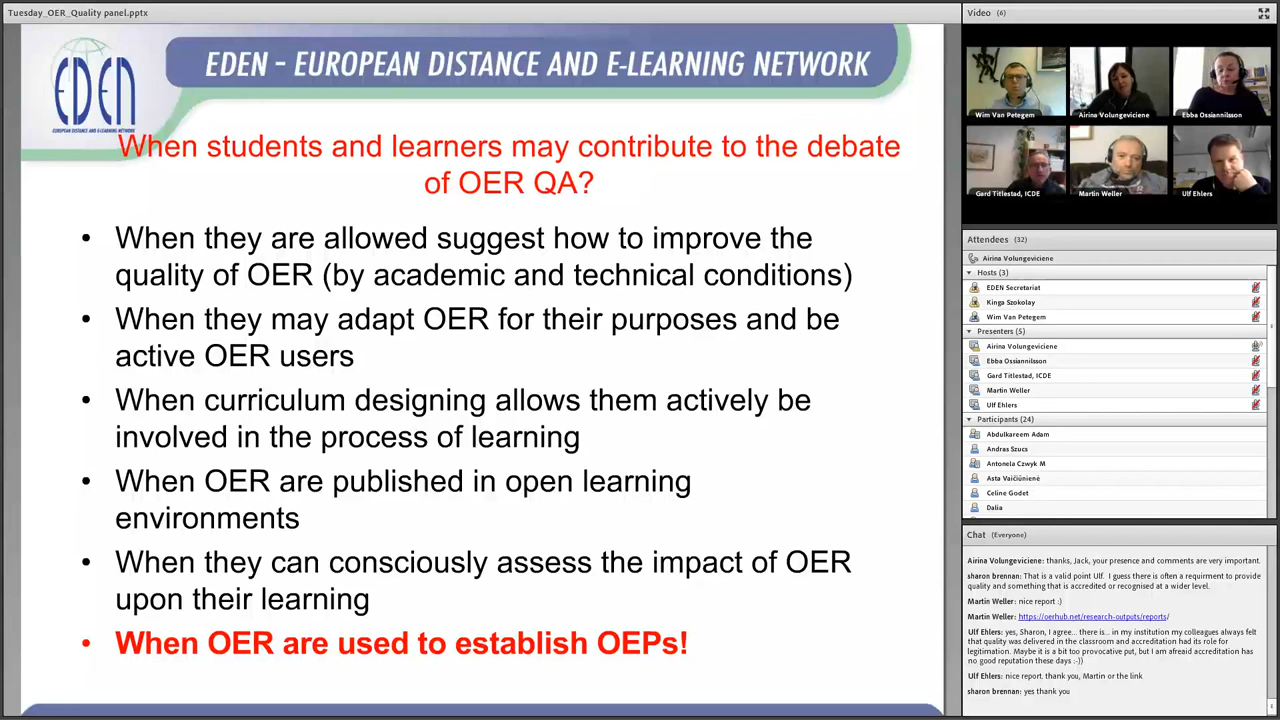 Tuesday_OER_Quality panel.pptx
EDEN
EUROPEAN DISTANCE AND E-LEARNING NETWORK
EDEN – EUROPEAN DISTANCE AND E-LEARNING NETWORK
When students and learners may contribute to the debate
of OER QA?
• When they are allowed suggest how to improve the
quality of OER (by academic and technical conditions)
• When they may adapt OER for their purposes and be
active OER users
• When curriculum designing allows them actively be
involved in the process of learning
• When OER are published in open learning
environments
• When they can consciously assess the impact of OER
upon their learning
• When OER are used to establish OEPs!
Video (6)
Wim Van Petegem
Airina Volungeviciene
Ebba Ossiannilsson
Gard Titlestad, ICDE
Martin Weller
Ulf Ehlers
Attendees (32)
Airina Volungeviciene
Hosts (3)
EDEN Secretariat
Kinga Szokolay
Wim Van Petegem
Presenters (5)
Airina Volungeviciene
Ebba Ossiannilsson
Gard Titlestad, ICDE
Martin Weller
Ulf Ehlers
Participants (24)
Abdulkareem Adam
Andras Szucs
Antonela Czwyk M
Asta Vaičiūnienė
Celine Godet
Dalia
Chat (Everyone)
Airina Volungeviciene: thanks, Jack, your presence and comments are very important.
sharon brennan: That is a valid point Ulf. I guess there is often a requirment to provide
quality and something that is accredited or recognised at a wider level.
Martin Weller: nice report :)
Martin Weller: https://oerhub.net/research-outputs/reports/
Ulf Ehlers: yes, Sharon, I agree... there is... in my institution my colleagues always felt
that quality was delivered in the classroom and accreditation had its role for
legitimation. Maybe it is a bit too provocative put, but I am afreaid accreditation has
no good reputation these days :-))
Ulf Ehlers: nice report. thank you, Martin or the link
sharon brennan: yes thank you